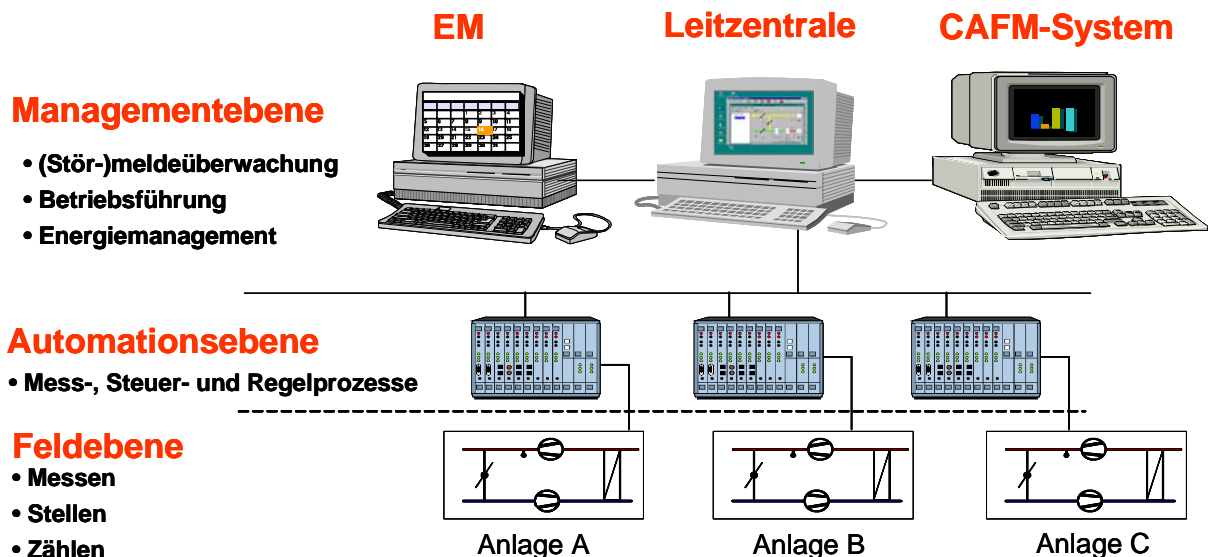 EM
Leitzentrale
CAFM-System
Managementebene
• (Stör-)meldeüberwachung
• Betriebsführung
• Energiemanagement
Automationsebene
• Mess-, Steuer- und Regelprozesse
Feldebene
• Messen
• Stellen
• Zählen
Anlage A
Anlage B
Anlage C